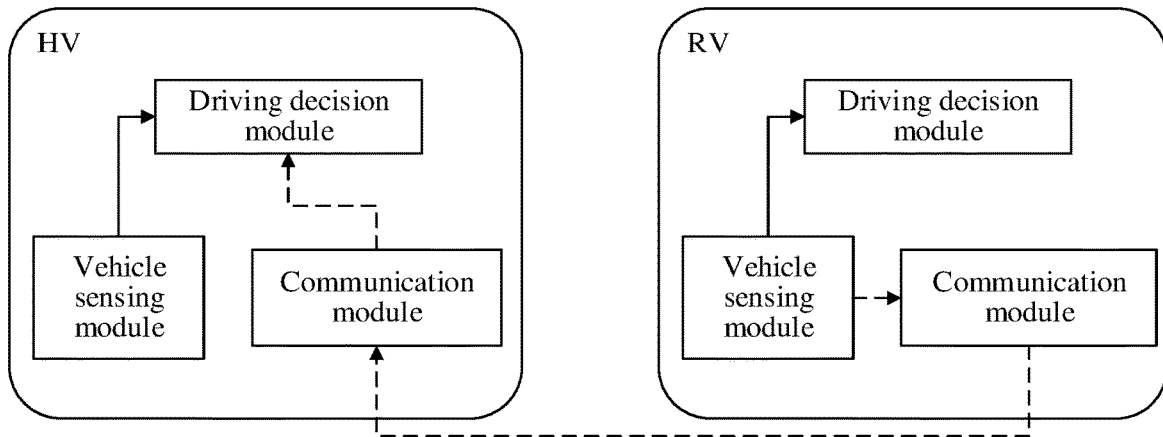 HV
Driving decision
module
Vehicle
sensing
module
Communication
module
RV
Driving decision
module
Vehicle
sensing
module
Communication
module